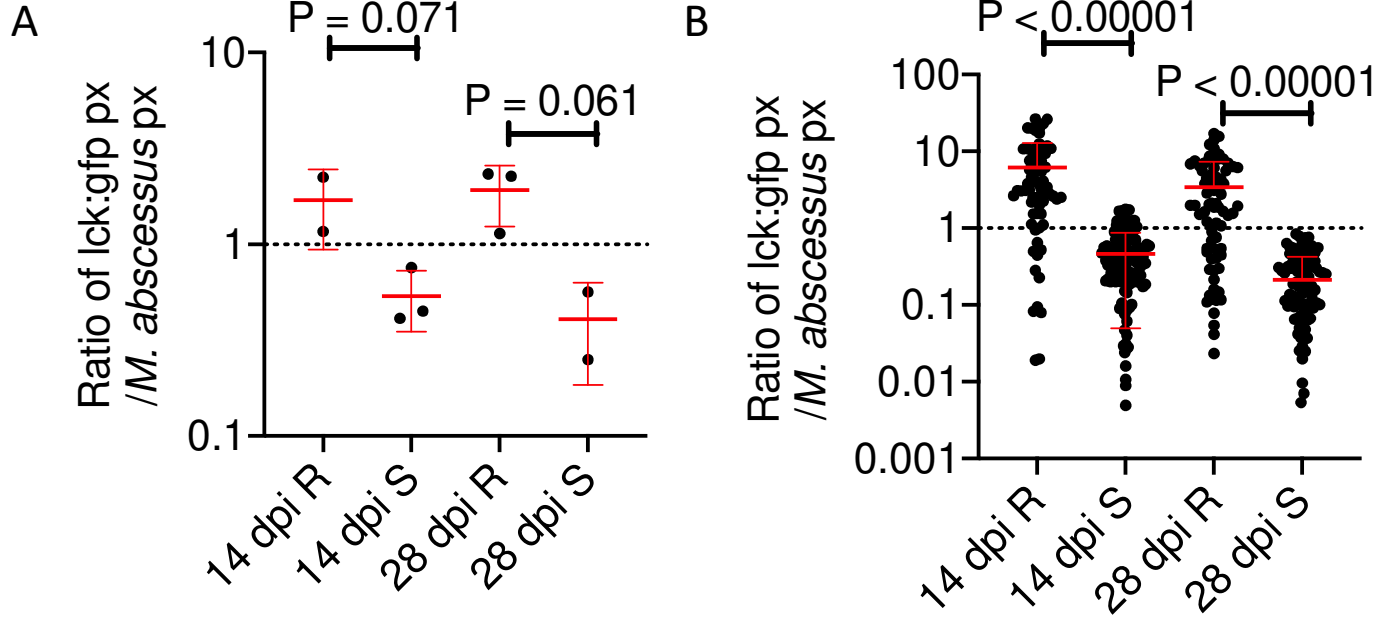 A
P = 0.071
P = 0.061
Ratio of lck:gfp px
/M. abscessus px
10
1
0.1
14 dpi R
14 dpi S
28 dpi R
28 dpi S
B
P < 0.00001
P < 0.00001
Ratio of lck:gfp px
/M. abscessus px
100
10
1
0.1
0.01
0.001
14 dpi R
14 dpi S
28 dpi R
28 dpi S